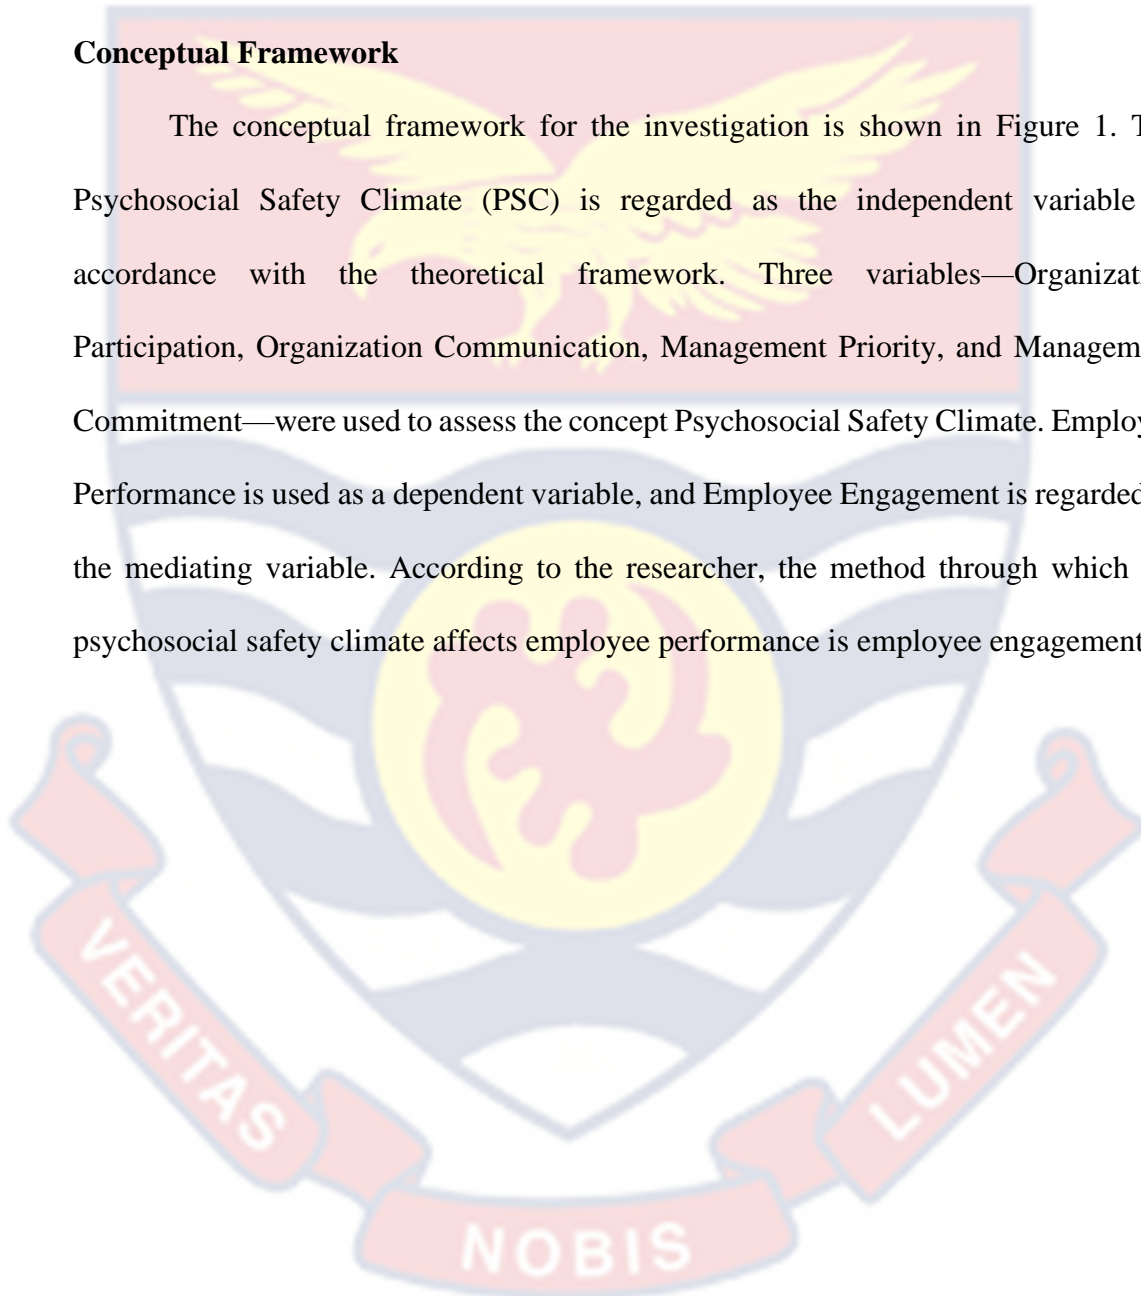 Conceptual Framework
The conceptual framework for the investigation is shown in Figure 1. T
Psychosocial Safety Climate (PSC) is regarded as the independent variable
accordance with the theoretical framework. Three variables—Organizati
Participation, Organization Communication, Management Priority, and Managem
Commitment—were used to assess the concept Psychosocial Safety Climate. Employ
Performance is used as a dependent variable, and Employee Engagement is regarded
the mediating variable. According to the researcher, the method through which
psychosocial safety climate affects employee performance is employee engagement
VERITAS
NOBIS
LUMEN